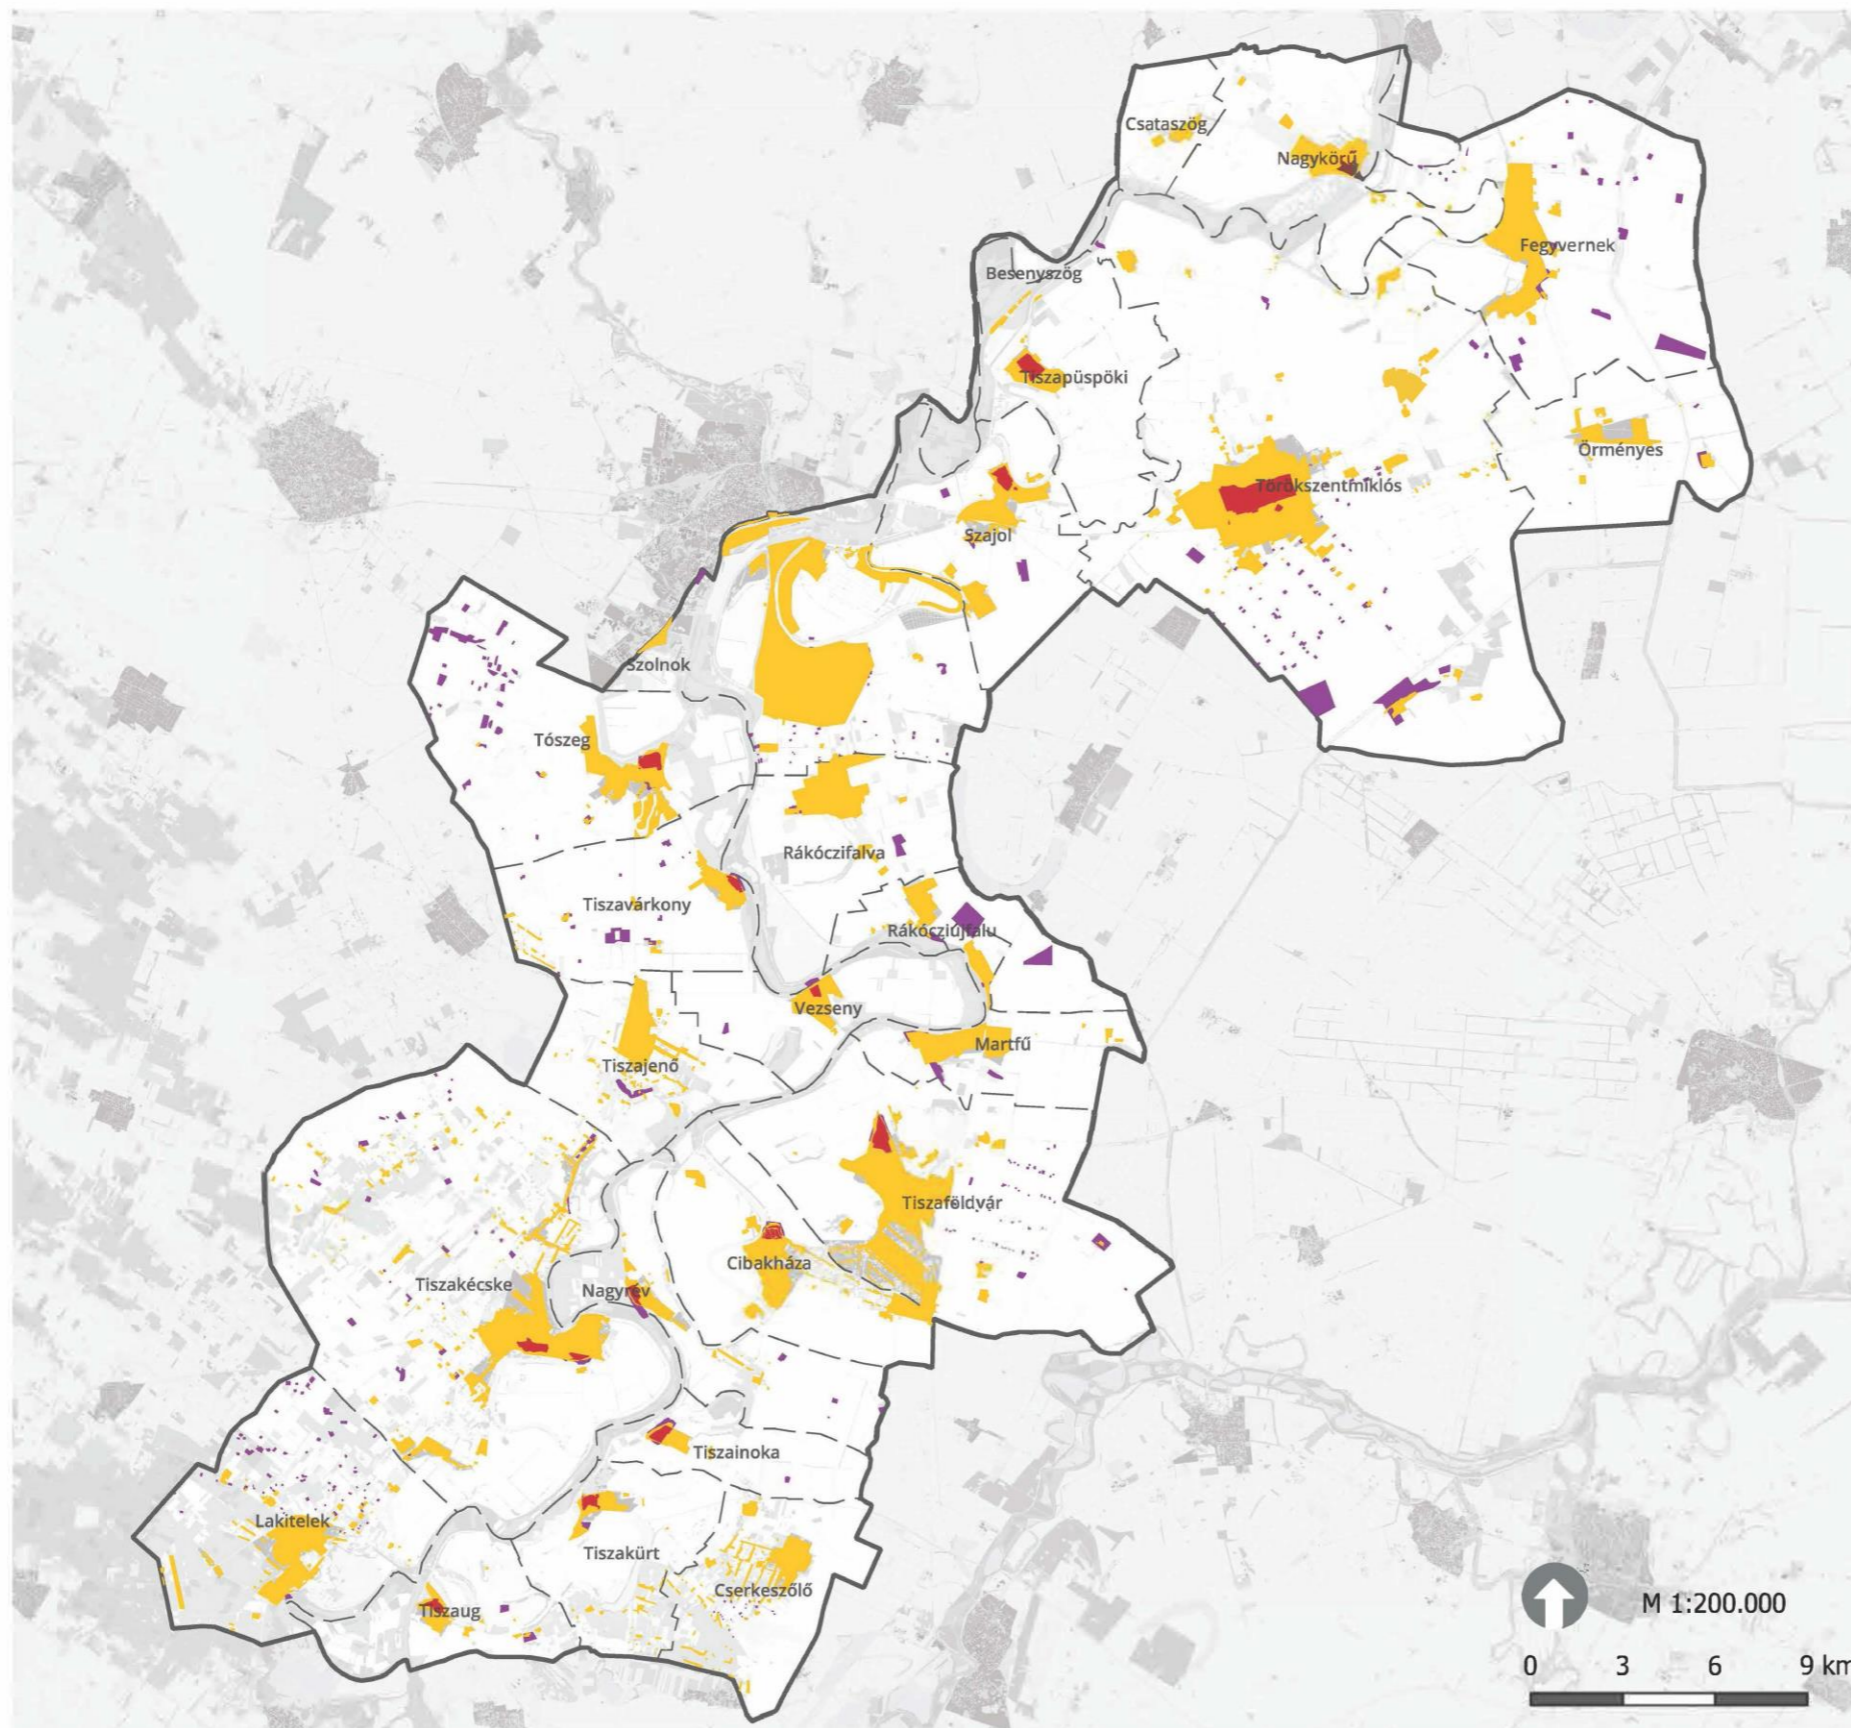 Csataszög
Nagykörű
Fegyvernek
Besenyszög
Tiszapüspöki
Örményes
Törökszentmiklós
Szajol
Szolnok
Tószeg
Rákóczifalva
Tiszavárkony
Rákócziújfalu
Vezseny
Martfű
Tiszajenő
Tiszaföldvár
Cibakháza
Tiszakécske
Nagyrév
Tiszainoka
Lakitelek
Tiszakürt
Cserkeszőlő
Tiszaug
M 1:200.000
0 3 6 9 km